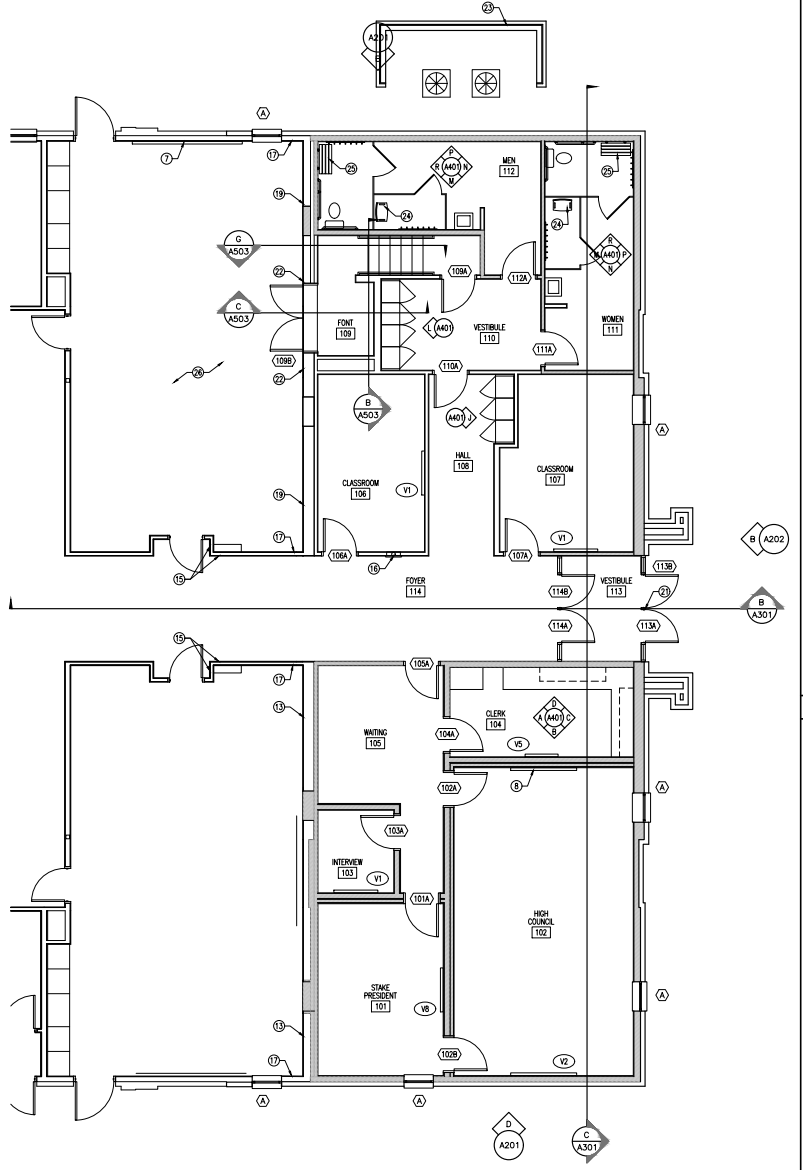 23
A201
A
7
17
25
P
R A401 N
M
MEN
112
25
19
24
24
R
A401 P
N
G
A503
22
109A
112A
C
A503
FONT
109
L A401
VESTIBULE
110
WOMEN
111
111A
109B
110A
26
22
B
A503
A401 J
A
HALL
108
CLASSROOM
106
V1
CLASSROOM
107
19
V1
17
B A202
106A
107A
15
16
FOYER
114
VESTIBULE
113
113B
114B
21
B
A301
114A
113A
15
17
105A
13
WAITING
105
CLERK
104
D
A A401 C
B
104A
V5
102A
8
A
103A
INTERVIEW
103
V1
101A
HIGH
COUNCIL
102
STAKE
PRESIDENT
101
V8
A
13
17
102B
V2
A
A
D
A201
C
A301